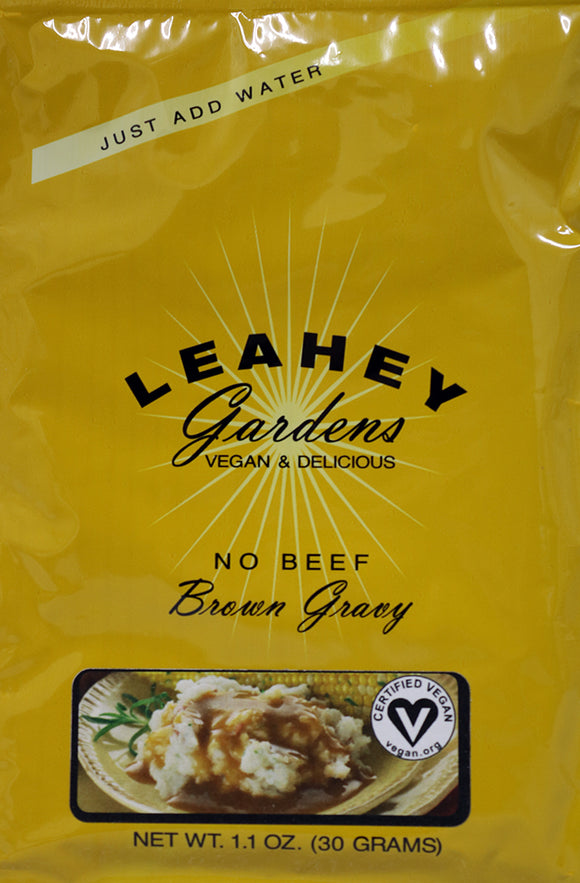 JUST ADD WATER
LEAHEY
Gardens
VEGAN & DELICIOUS
NO BEEF
Brown Gravy
CERTIFIED VEGAN
vegan.org
NET WT. 1.1 OZ. (30 GRAMS)